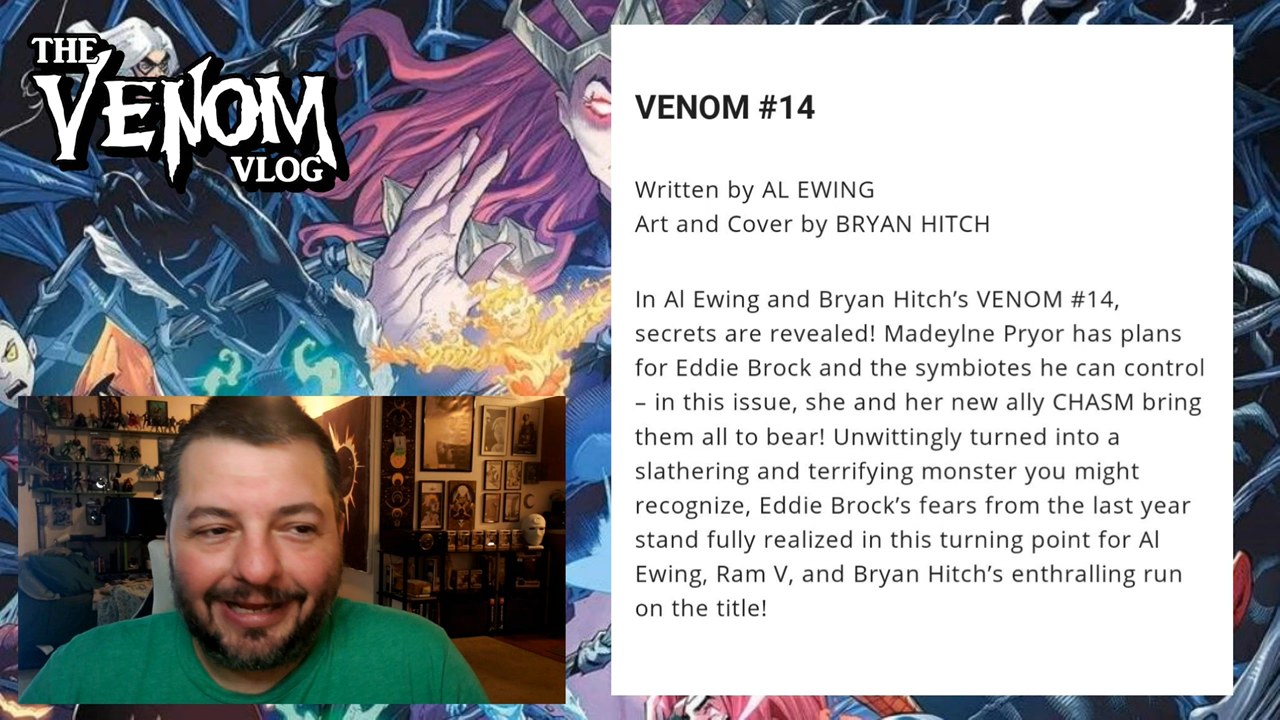 THE
VENOM
VLOG
VENOM #14
Written by AL EWING
Art and Cover by BRYAN HITCH
In Al Ewing and Bryan Hitch’s VENOM #14,
secrets are revealed! Madeylne Pryor has plans
for Eddie Brock and the symbiotes he can control
– in this issue, she and her new ally CHASM bring
them all to bear! Unwittingly turned into a
slathering and terrifying monster you might
recognize, Eddie Brock’s fears from the last year
stand fully realized in this turning point for Al
Ewing, Ram V, and Bryan Hitch’s enthralling run
on the title!